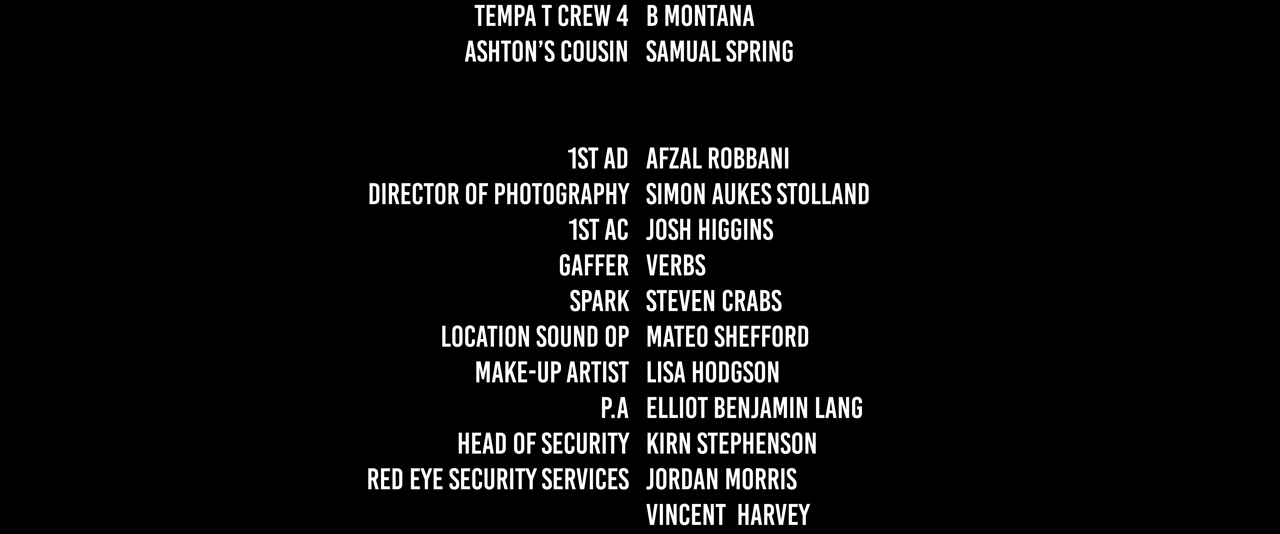 TEMPA T CREW 4 B MONTANA
ASHTON’S COUSIN SAMUAL SPRING
1ST AD AFZAL ROBBANI
DIRECTOR OF PHOTOGRAPHY SIMON AUKES STOLLAND
1ST AC JOSH HIGGINS
GAFFER VERBS
SPARK STEVEN CRABS
LOCATION SOUND OP MATEO SHEFFORD
MAKE-UP ARTIST LISA HODGSON
P.A ELLIOT BENJAMIN LANG
HEAD OF SECURITY KIRN STEPHENSON
RED EYE SECURITY SERVICES JORDAN MORRIS
VINCENT HARVEY